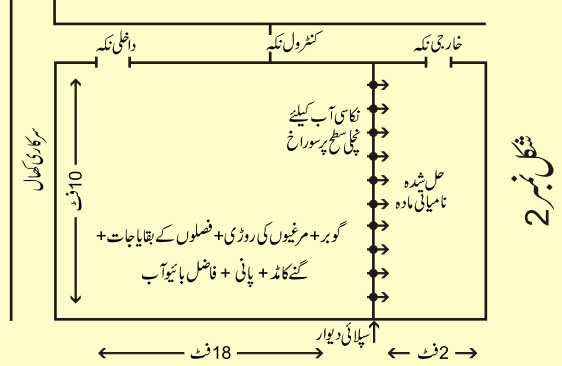 خارجی نکہ
کنٹرول نکہ
داخلی نکہ
سرکاری کھال
10 فٹ
نکاسی آب کیلئے
نچلی سطح پر سوراخ
حل شدہ
نامیاتی مادہ
گوبر + مرغیوں کی روڑی + فصلوں کے بقایا جات +
گنے کا مڈ + پانی + فاضل بائیو آب
سپلائی دیوار
2 فٹ
18 فٹ
شکل نمبر 2